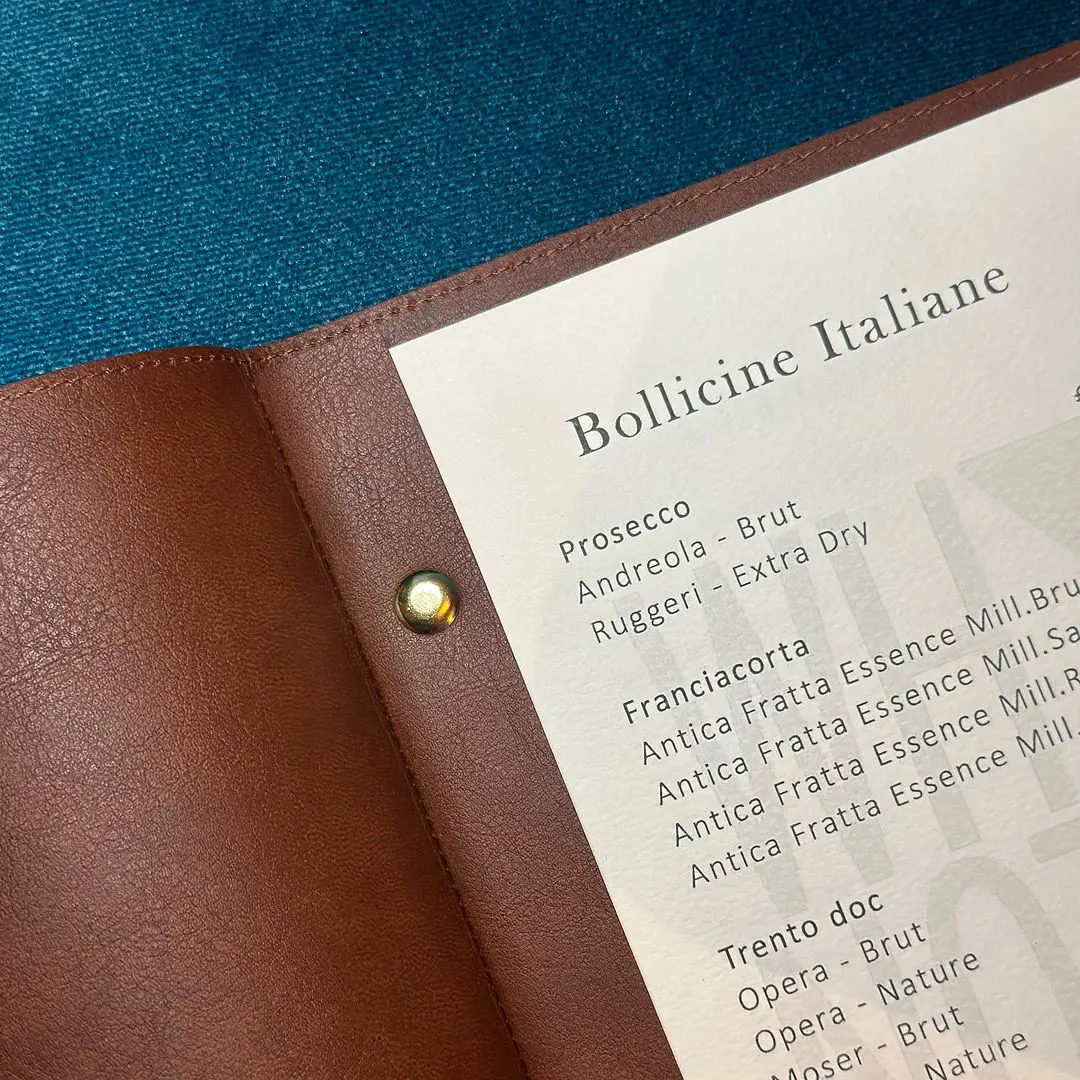 Bollicine Italiane
Prosecco
Andreola - Brut
Ruggeri - Extra Dry
Franciacorta
Antica Fratta Essence Mill.Bru
Antica Fratta Essence Mill.Sa
Antica Fratta Essence Mill.R
Antica Fratta Essence Mill.
Trento doc
Opera - Brut
Opera - Nature
Moser - Brut
Nature